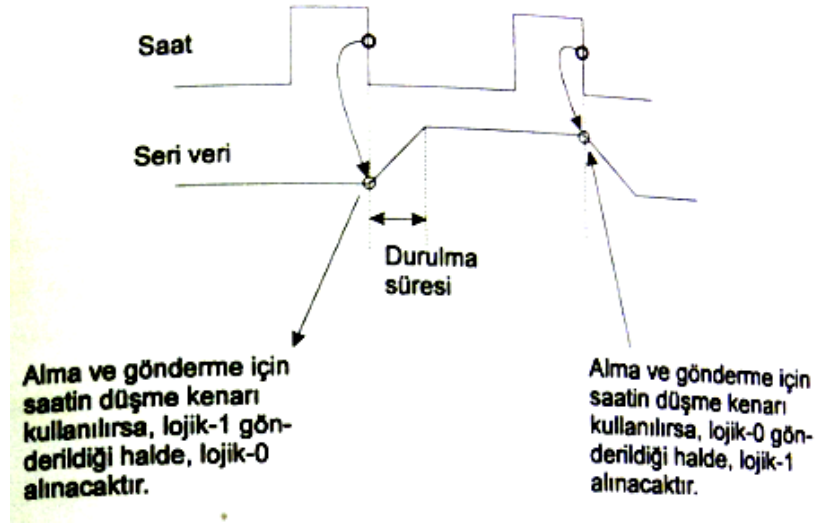 Saat
Seri veri
Durulma
süresi
Alma ve gönderme için
saatin düşme kenarı
kullanılırsa, lojik-1 gön-
derildiği halde, lojik-0
alınacaktır.
Alma ve gönderme için
saatin düşme kenarı
kullanılırsa, lojik-0 gön-
derildiği halde, lojik-1
alınacaktır.